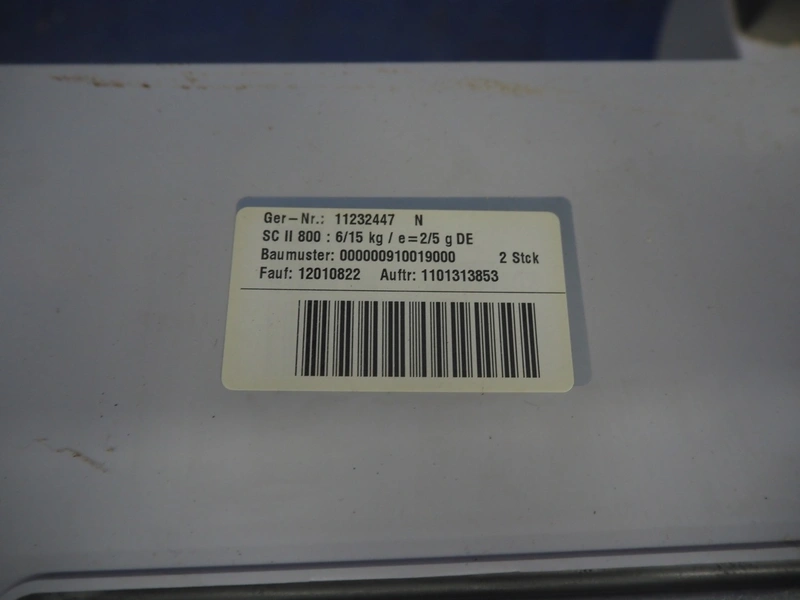 Ger-Nr.: 11232447 N
SC II 800 : 6/15 kg / e=2/5 g DE
Baumuster: 000000910019000 2 Stck
Fauf: 12010822 Auftr: 1101313853